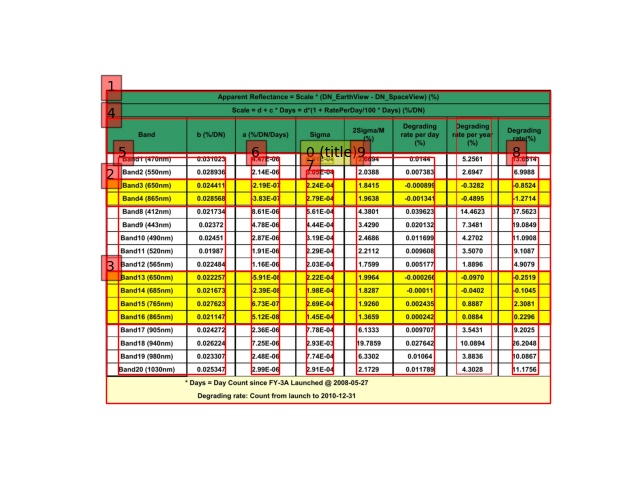 1
Apparent Reflectance = Scale * (DN_EarthView - DN_SpaceView) (%)
4
Scale = d + c * Days = d*(1 + RatePerDay/100 * Days) (%/DN)
Band b (%/DN) a (%/DN/Days) Sigma 2Sigma/M (%) Degrading rate per day (%) Degrading rate per year (%) Degrading rate(%)
5 6 0 (title) 9 8
7
Band1 (470nm) 0.031023 0.0144 5.2561
2
Band2 (550nm) 0.028936 2.14E-06 2.0388 0.007383 2.6947 6.9988
Band3 (650nm) 0.024411 -2.19E-07 2.24E-04 1.8415 -0.000899 -0.3282 -0.8524
Band4 (865nm) 0.028568 -3.83E-07 2.79E-04 1.9638 -0.001341 -0.4895 -1.2714
Band8 (412nm) 0.021734 8.61E-06 5.61E-04 4.3801 0.039623 14.4623 37.5623
Band9 (443nm) 0.02372 4.78E-06 4.44E-04 3.4290 0.020132 7.3481 19.0849
Band10 (490nm) 0.02451 2.87E-06 3.19E-04 2.4686 0.011699 4.2702 11.0908
Band11 (520nm) 0.01987 1.91E-06 2.29E-04 2.2112 0.009608 3.5070 9.1087
3
Band12 (565nm) 0.022484 1.16E-06 2.03E-04 1.7599 0.005177 1.8896 4.9079
Band13 (650nm) 0.022257 -5.91E-08 2.22E-04 1.9964 -0.000266 -0.0970 -0.2519
Band14 (685nm) 0.021673 -2.39E-08 1.98E-04 1.8287 -0.00011 -0.0402 -0.1045
Band15 (765nm) 0.027623 6.73E-07 2.69E-04 1.9260 0.002435 0.8887 2.3081
Band16 (865nm) 0.021147 5.12E-08 1.45E-04 1.3659 0.000242 0.0884 0.2296
Band17 (905nm) 0.024272 2.36E-06 7.78E-04 6.1333 0.009707 3.5431 9.2025
Band18 (940nm) 0.026224 7.25E-06 2.93E-03 19.7859 0.027642 10.0894 26.2048
Band19 (980nm) 0.023307 2.48E-06 7.74E-04 6.3302 0.01064 3.8836 10.0867
Band20 (1030nm) 0.025347 2.99E-06 2.91E-04 2.1729 0.011789 4.3028 11.1756
* Days = Day Count since FY-3A Launched @ 2008-05-27
Degrading rate: Count from launch to 2010-12-31